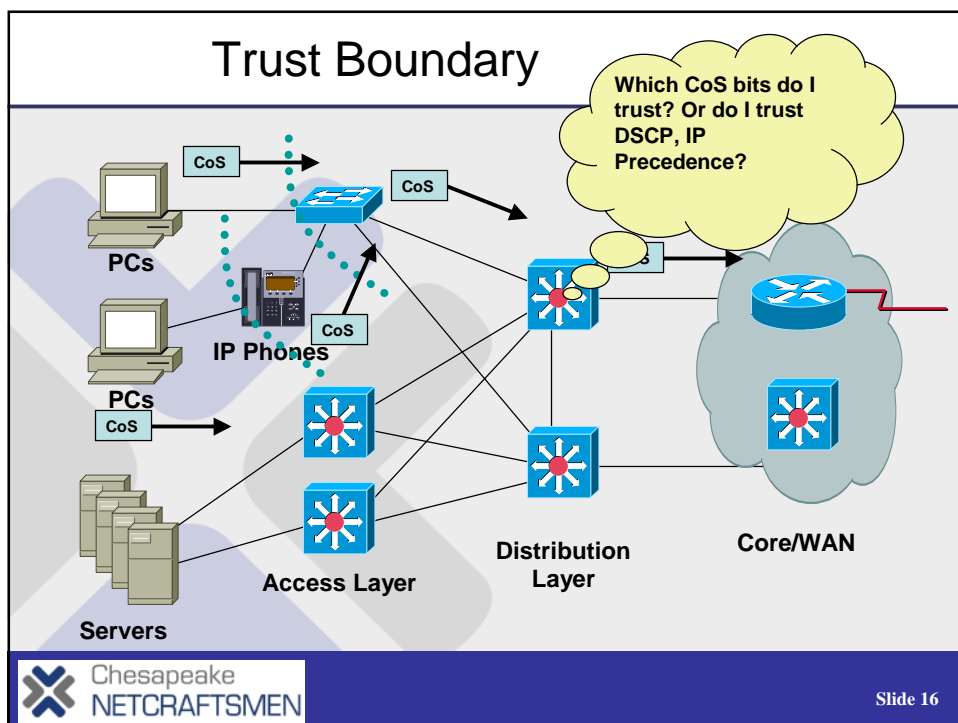 Trust Boundary
Which CoS bits do I
trust? Or do I trust
DSCP, IP
Precedence?
CoS
CoS
PCs
IP Phones
CoS
PCs
CoS
Servers
Access Layer
Distribution
Layer
Core/WAN
Chesapeake
NETCRAFTSMEN
Slide 16